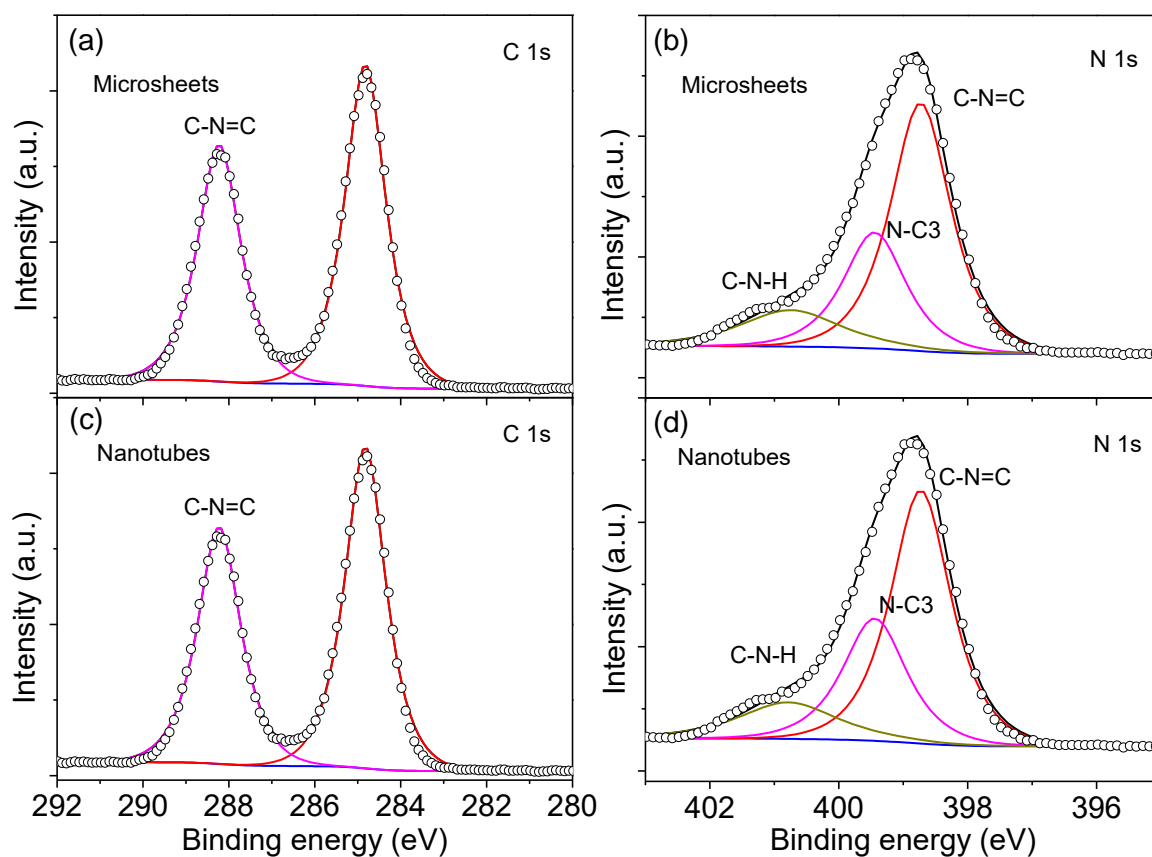 (a)
C 1s
Microsheets
C-N=C
Intensity (a.u.)
(b)
N 1s
Microsheets
C-N=C
N-C3
C-N-H
Intensity (a.u.)
(c)
C 1s
Nanotubes
C-N=C
Intensity (a.u.)
292 290 288 286 284 282 280
Binding energy (eV)
(d)
N 1s
Nanotubes
C-N=C
N-C3
C-N-H
Intensity (a.u.)
402 400 398 396
Binding energy (eV)